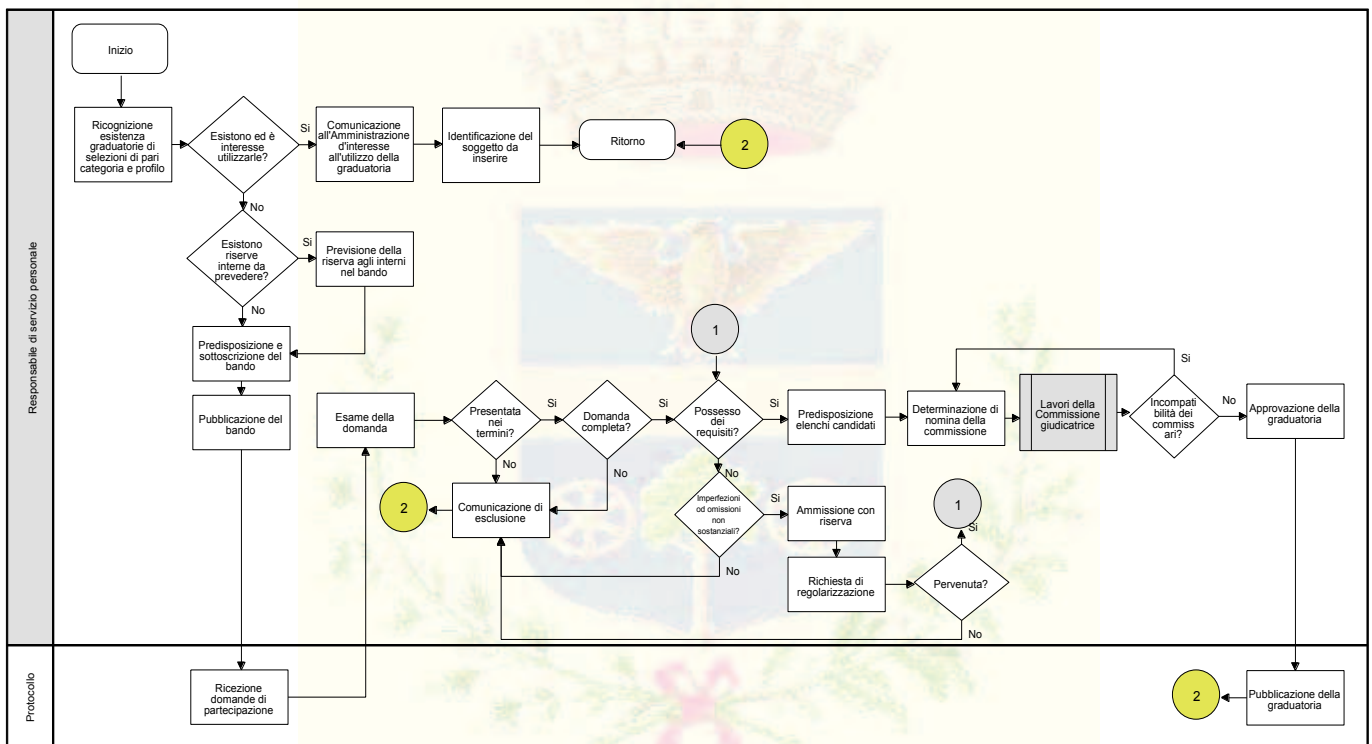 Responsabile di servizio personale
Inizio
Ricognizione
esistenza
graduatorie di
selezioni di pari
categoria e profilo
Esistono ed è
interesse
utilizzarle?
Si
Comunicazione
all'Amministrazione
d'interesse
all'utilizzo della
graduatoria
Identificazione del
soggetto da
inserire
Ritorno
2
No
Esistono
riserve
interne da
prevedere?
Si
Previsione della
riserva agli interni
nel bando
No
Predisposizione e
sottoscrizione del
bando
Pubblicazione del
bando
Esame della
domanda
Presentata
nei
termini?
Si
Domanda
completa?
Si
1
Possesso
dei
requisiti?
Si
Predisposizione
elenchi candidati
Determinazione di
nomina della
commissione
Lavori della
Commissione
giudicatrice
Si
Incompati
bilità dei
commiss
ari?
No
Approvazione della
graduatoria
No
No
No
2
Comunicazione di
esclusione
Imperfezioni
od omissioni
non
sostanziali?
Si
Ammissione con
riserva
No
Richiesta di
regolarizzazione
Pervenuta?
Si
1
No
Protocollo
Ricezione
domande di
partecipazione
2
Pubblicazione della
graduatoria